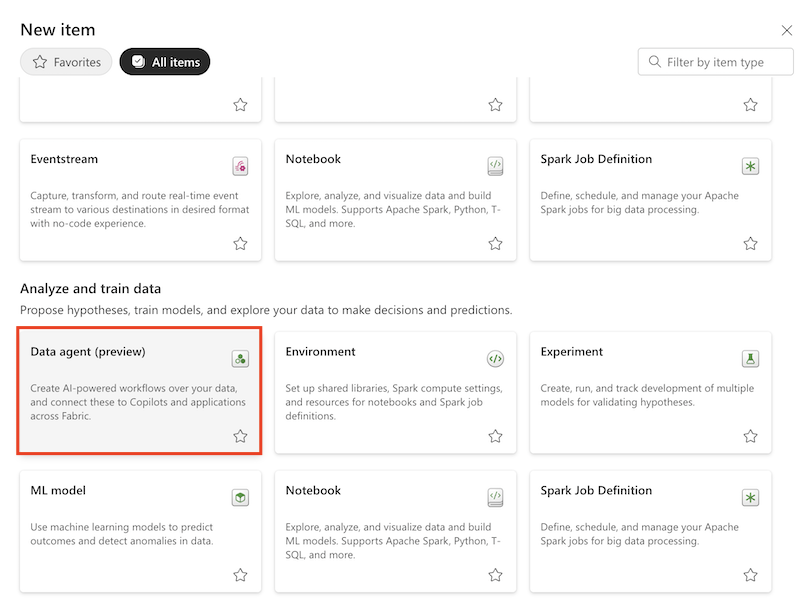 New item
Favorites
All items
Filter by item type
Eventstream
Capture, transform, and route real-time event
stream to various destinations in desired format
with no-code experience.
Notebook
Explore, analyze, and visualize data and build
ML models. Supports Apache Spark, Python, T-
SQL, and more.
Spark Job Definition
Define, schedule, and manage your Apache
Spark jobs for big data processing.
Analyze and train data
Propose hypotheses, train models, and explore your data to make decisions and predictions.
Data agent (preview)
Create AI-powered workflows over your data,
and connect these to Copilots and applications
across Fabric.
Environment
Set up shared libraries, Spark compute settings,
and resources for notebooks and Spark job
definitions.
Experiment
Create, run, and track development of multiple
models for validating hypotheses.
ML model
Use machine learning models to predict
outcomes and detect anomalies in data.
Notebook
Explore, analyze, and visualize data and build
ML models. Supports Apache Spark, Python, T-
SQL, and more.
Spark Job Definition
Define, schedule, and manage your Apache
Spark jobs for big data processing.